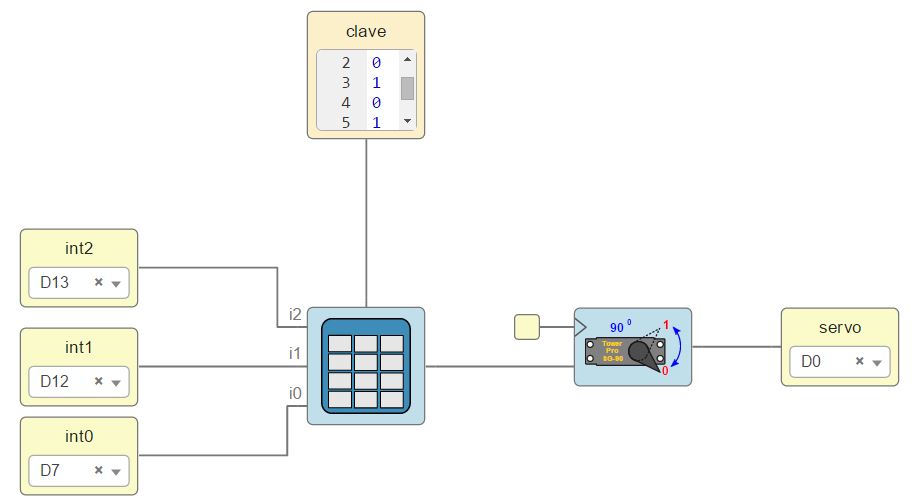 clave
2 0
3 1
4 0
5 1
int2
D13 ×
i2
int1
D12 ×
i1
int0
D7 ×
i0
90 0
1
Tower
Pro
SG-90
0
servo
D0 ×